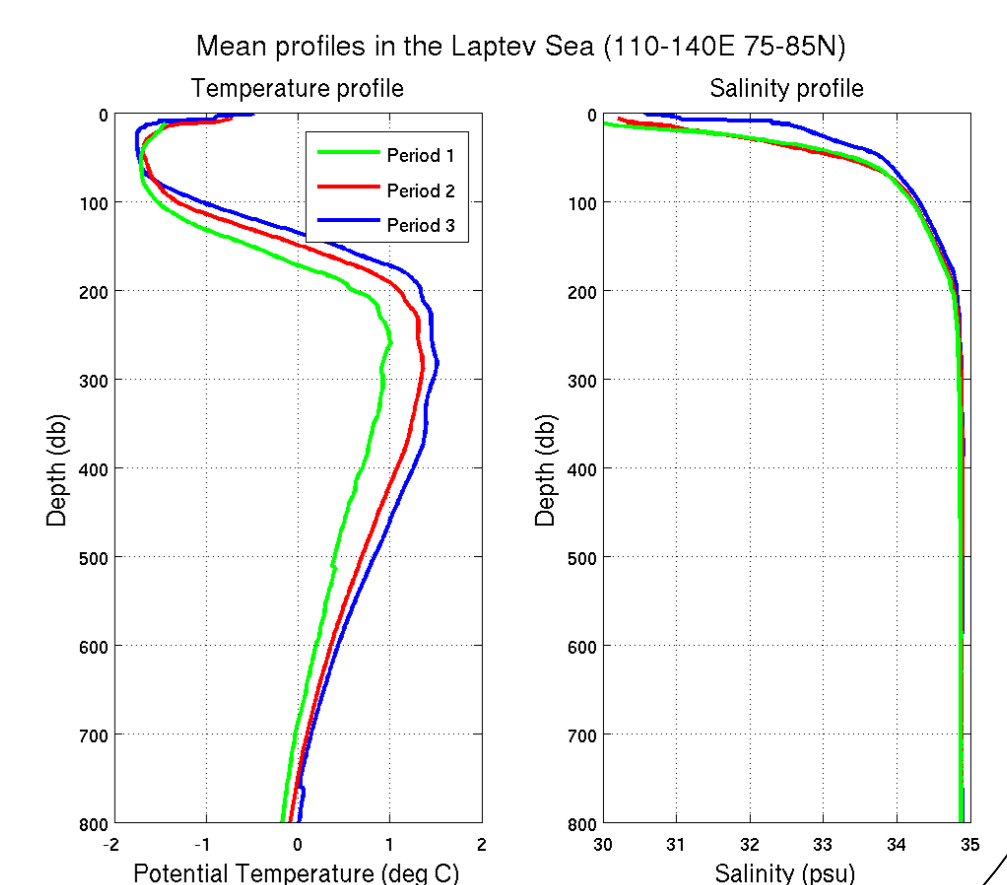 Mean profiles in the Laptev Sea (110-140E 75-85N)
Temperature profile
0
100
200
300
400
500
600
700
800
-2
-1
0
1
2
Depth (db)
Potential Temperature (deg C)
Period 1
Period 2
Period 3
Salinity profile
0
100
200
300
400
500
600
700
800
30
31
32
33
34
35
Depth (db)
Salinity (psu)